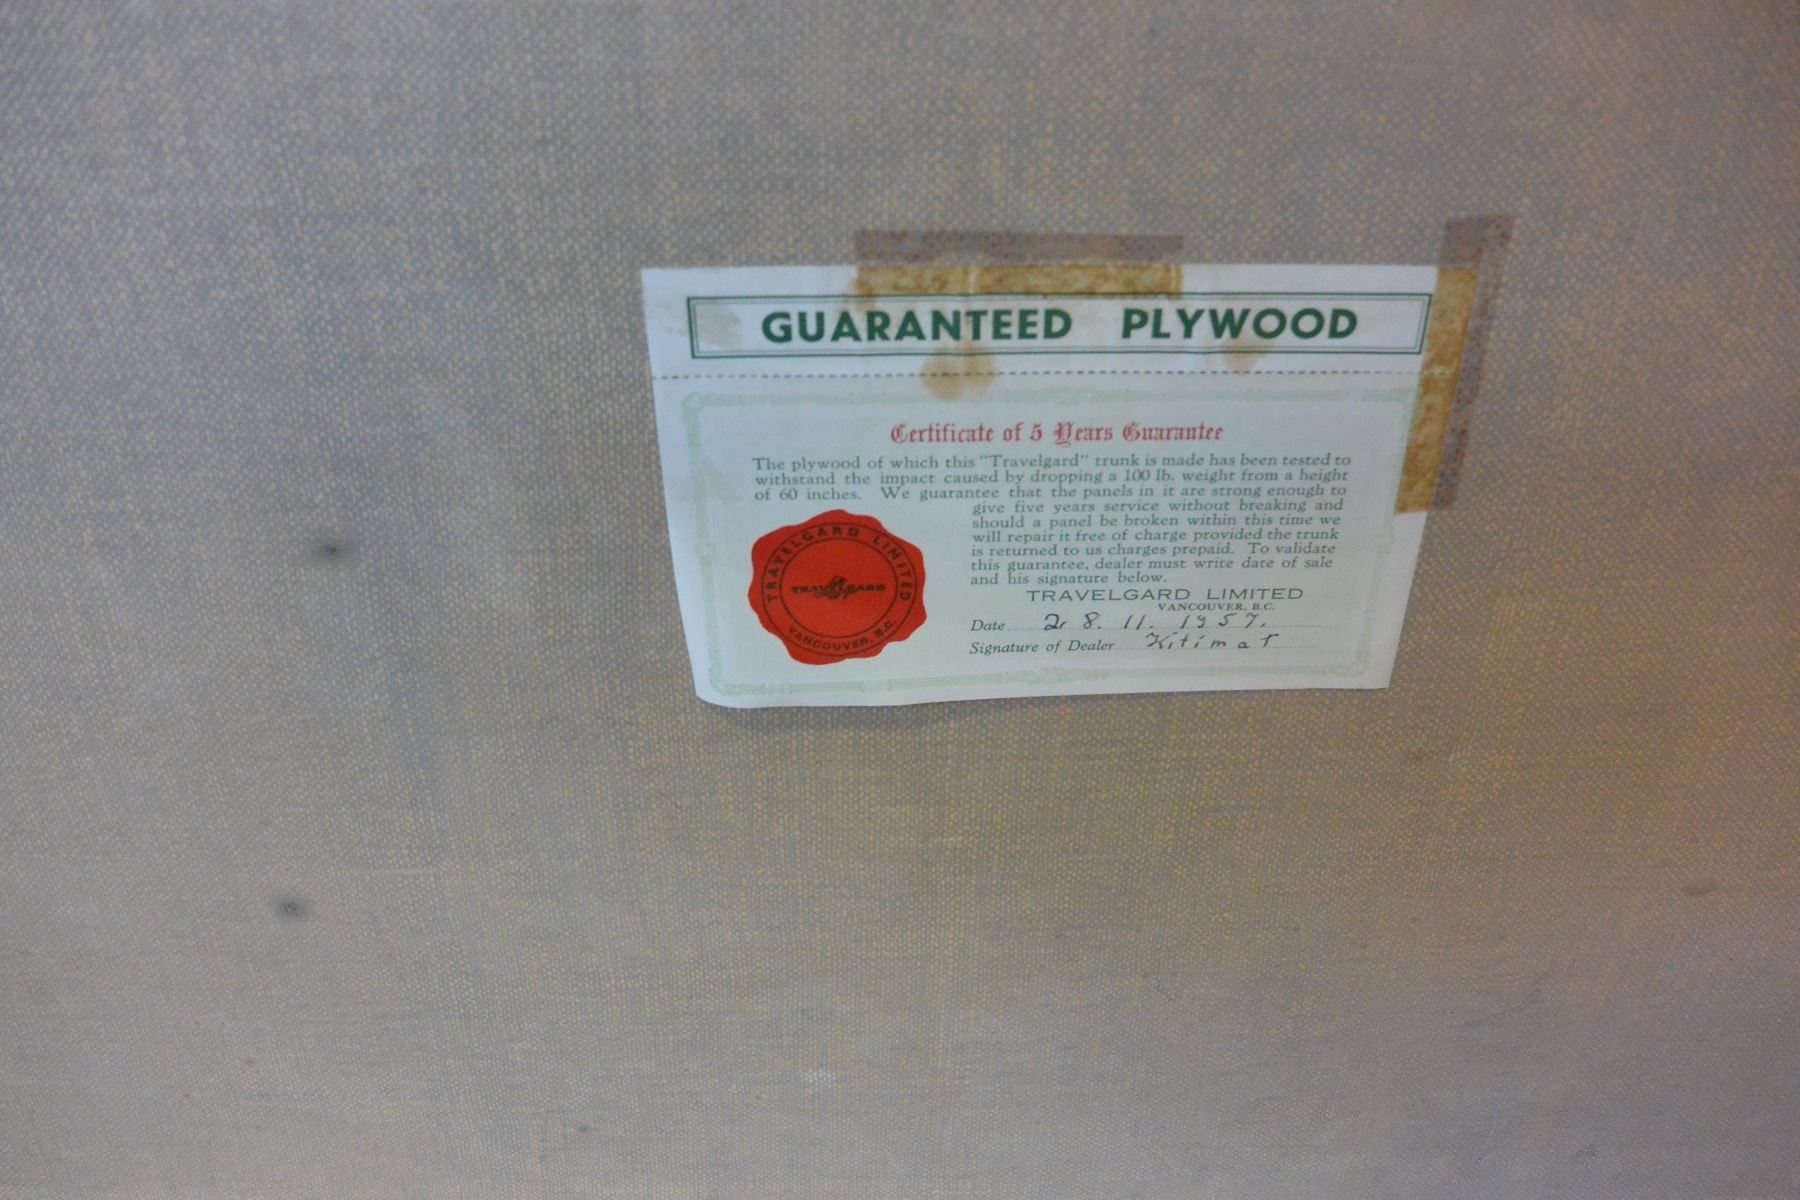 GUARANTEED PLYWOOD
Certificate of 5 Years Guarantee
The plywood of which this "Travelgard" trunk is made has been tested to
withstand the impact caused by dropping a 100 lb. weight from a height
of 60 inches. We guarantee that the panels in it are strong enough to
give five years service without breaking and
should a panel be broken within this time we
will repair it free of charge provided the trunk
is returned to us charges prepaid. To validate
this guarantee, dealer must write date of sale
and his signature below.
TRAVELGARD LIMITED
VANCOUVER, B.C.
Date 28. 11. 1957.
Signature of Dealer Kitimat
TRAVELGARD LIMITED
TRAVELGARD
VANCOUVER, B.C.